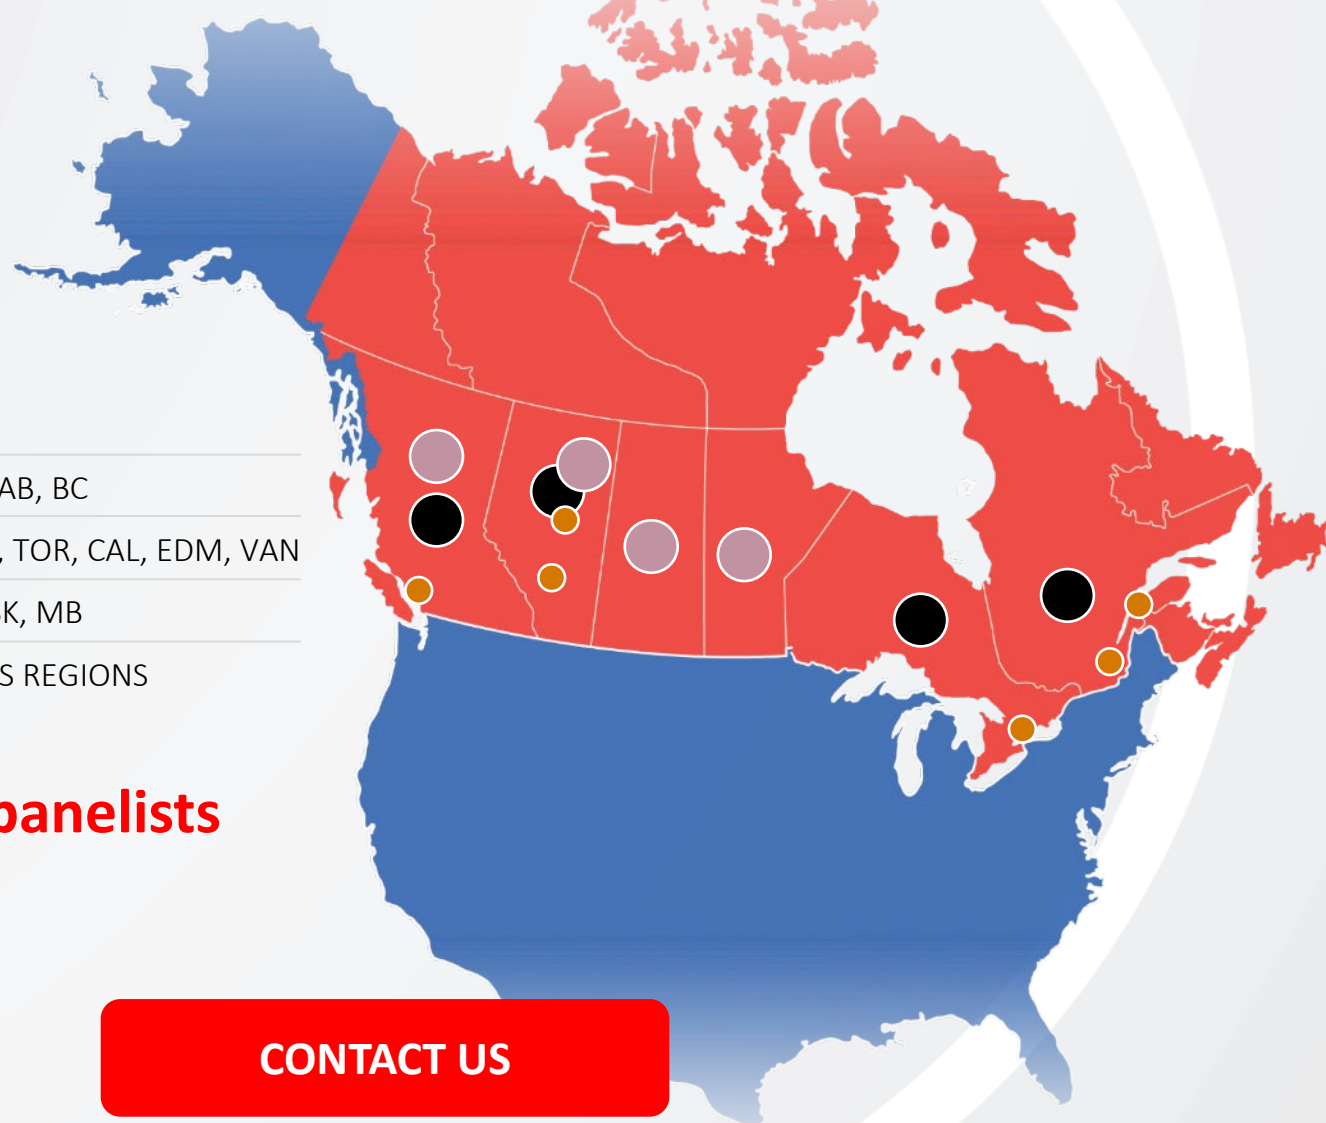 AB, BC
, TOR, CAL, EDM, VAN
K, MB
S REGIONS
panelists
CONTACT US